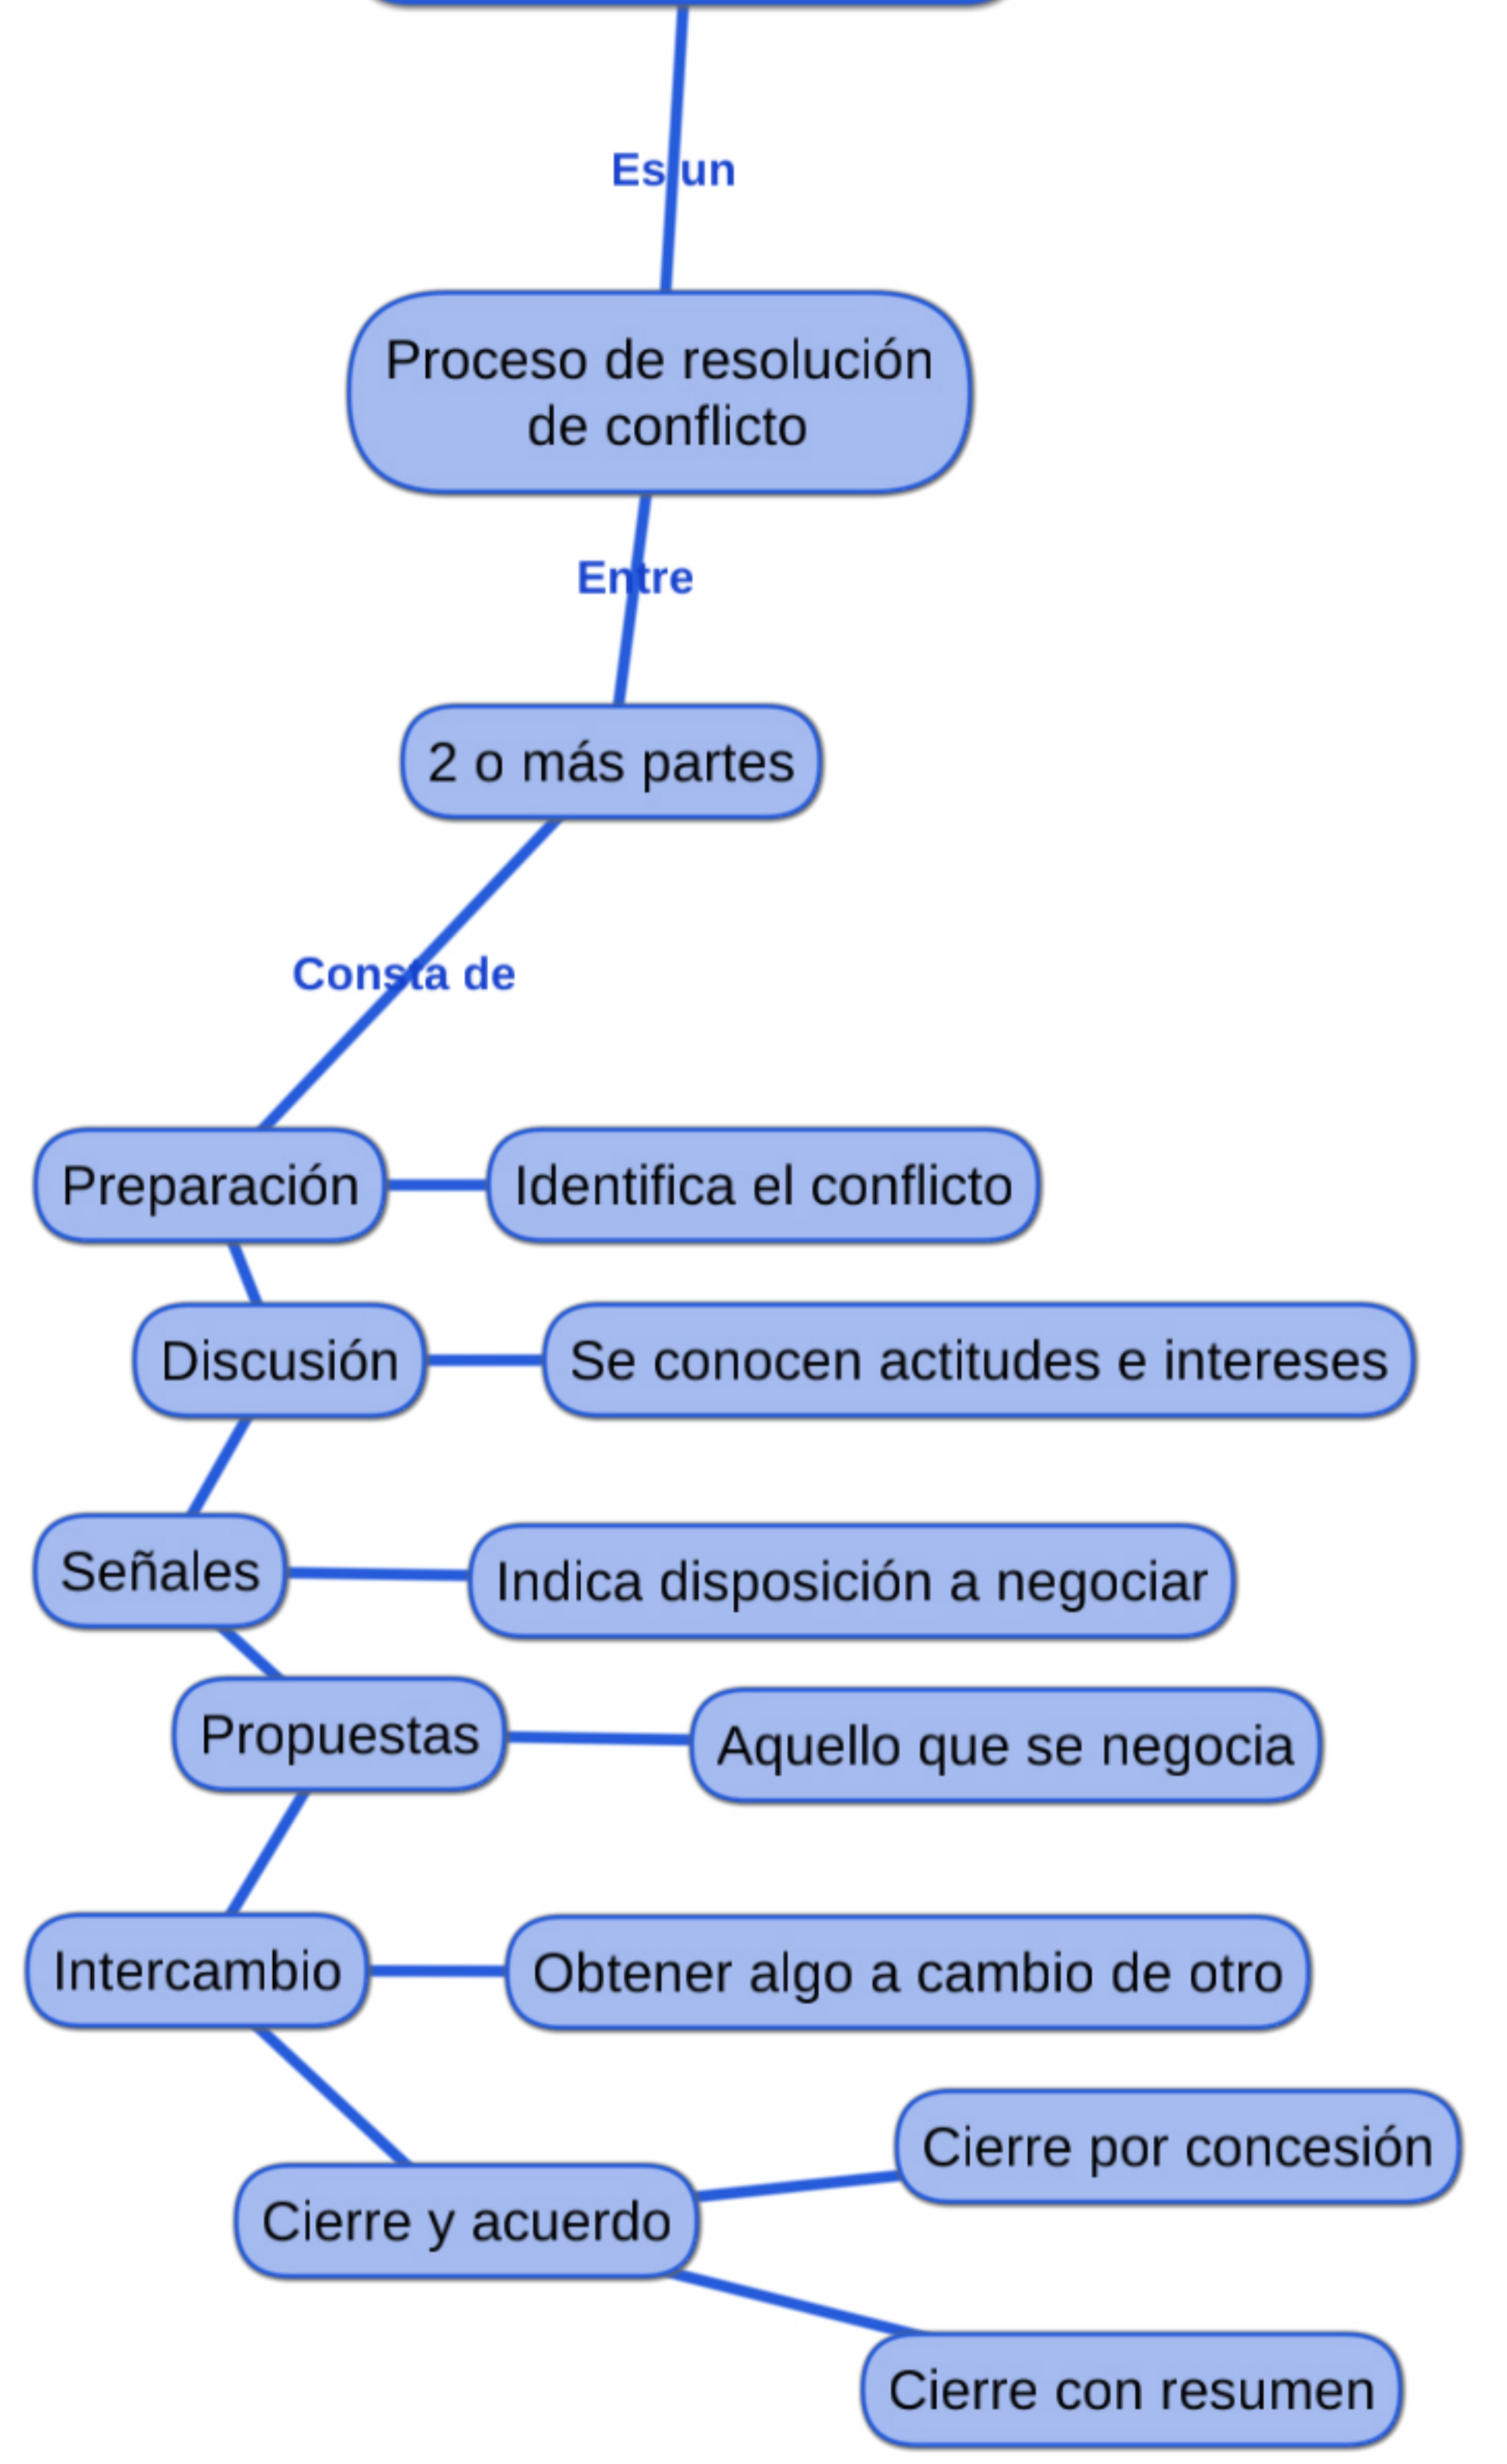 Es un
Proceso de resolución
de conflicto
Entre
2 o más partes
Consta de
Preparación
Identifica el conflicto
Discusión
Se conocen actitudes e intereses
Señales
Indica disposición a negociar
Propuestas
Aquello que se negocia
Intercambio
Obtener algo a cambio de otro
Cierre por concesión
Cierre y acuerdo
Cierre con resumen